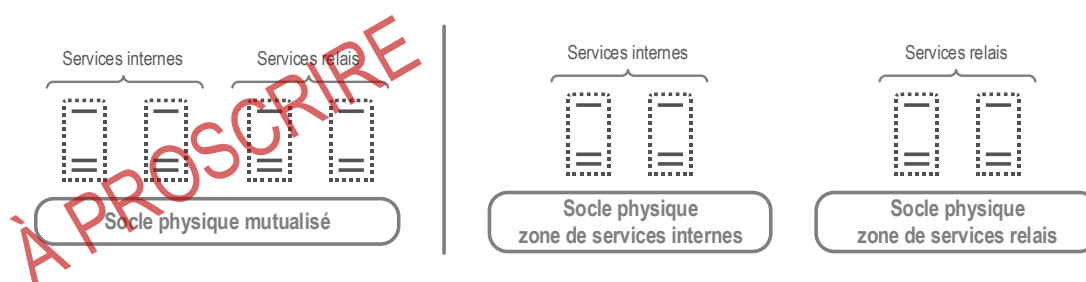 Services internes
Services relais
À PROSCRIRE
Socle physique mutualisé
Services internes
Socle physique
zone de services internes
Services relais
Socle physique
zone de services relais